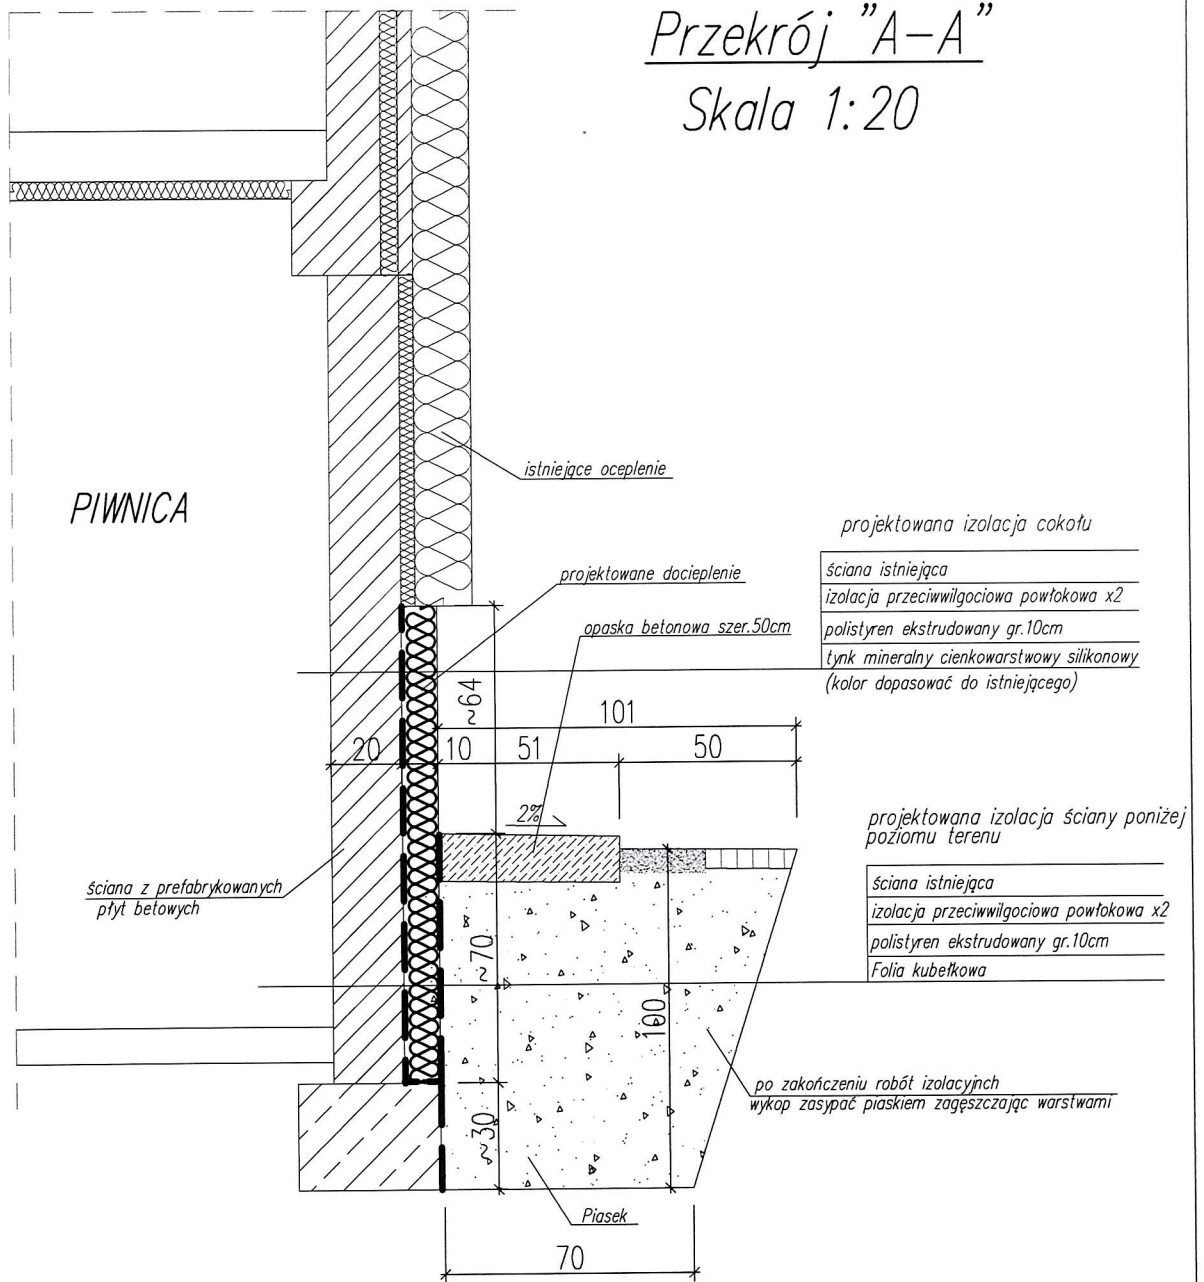 Przekrój "A-A"
Skala 1:20
PIWNICA
istniejące oceplenie
projektowane docieplenie
opaska betonowa szer.50cm
projektowana izolacja cokołu
ściana istniejąca
izolacja przeciwwilgociowa powłokowa x2
polistyren ekstrudowany gr.10cm
tynk mineralny cienkowarstwowy silikonowy
(kolor dopasować do istniejącego)
~64
101
20
10
51
50
2%
projektowana izolacja ściany poniżej
poziomu terenu
ściana istniejąca
izolacja przeciwwilgociowa powłokowa x2
polistyren ekstrudowany gr.10cm
Folia kubełkowa
ściana z prefabrykowanych
płyt betowych
~70
100
po zakończeniu robót izolacyjnch
wykop zasypać piaskiem zagęszczając warstwami
~30
Piasek
70